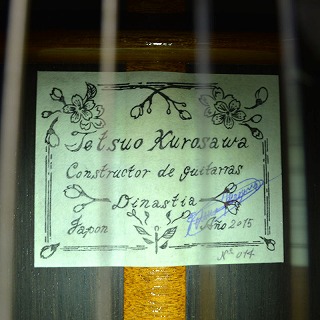 Tetsuo Kurosawa
Constructor de guitarras
Dinastia
Japon Año 2015
Nº 014